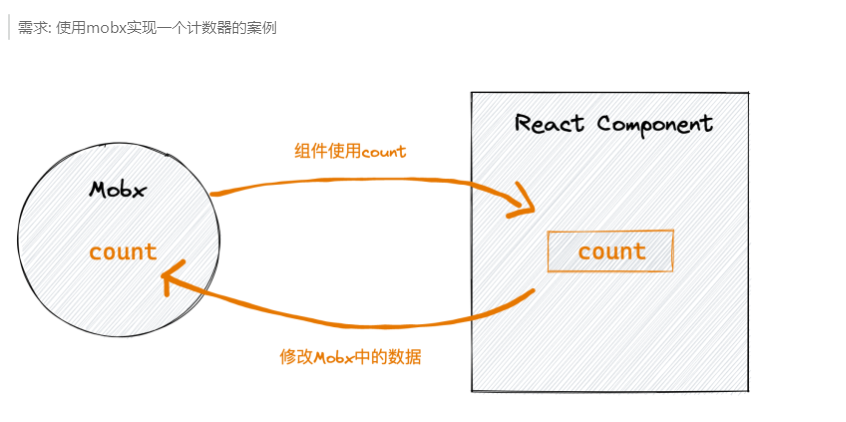 需求: 使用mobx实现一个计数器的案例
React Component
组件使用count
Mobx
count
count
修改Mobx中的数据